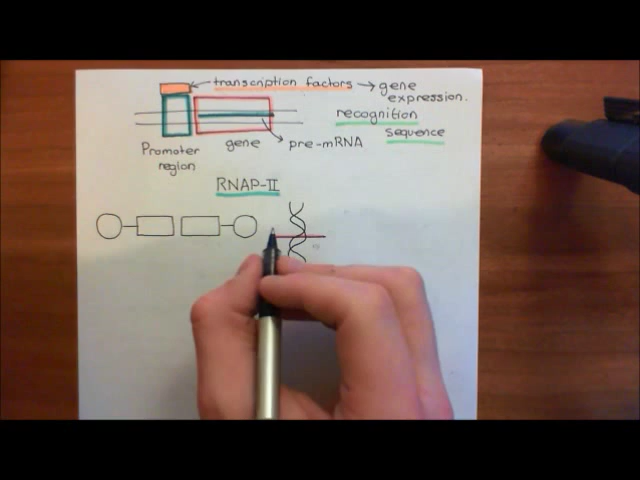 transcription factors → gene
expression.
recognition
sequence
Promoter
region
gene
pre-mRNA
RNAP-II